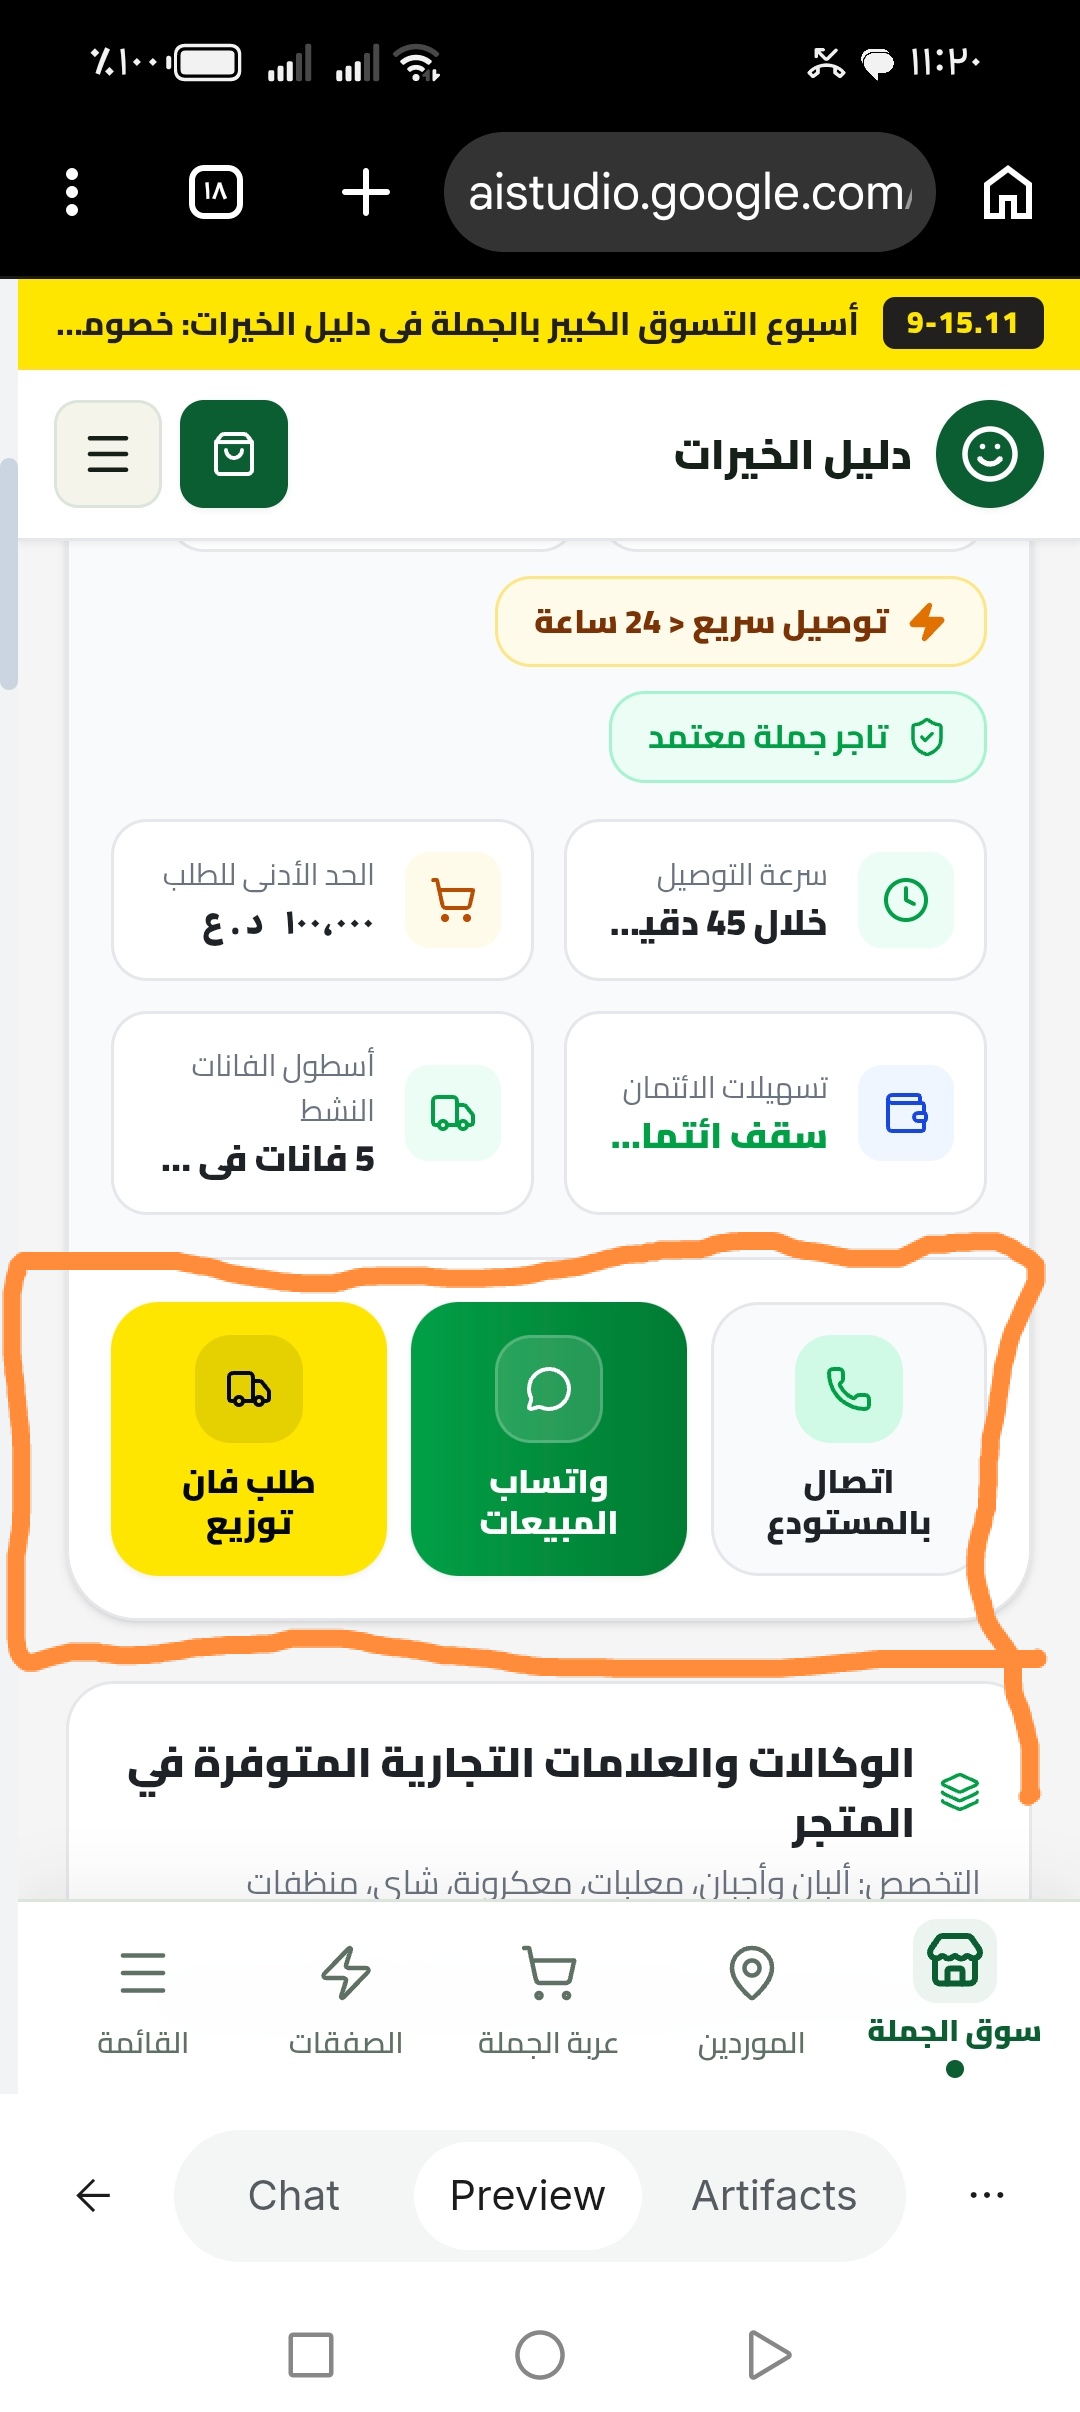 ٪١٠٠
١١:٢٠
١٨
aistudio.google.com/
9-15.11
أسبوع التسوق الكبير بالجملة في دليل الخيرات: خصوم...
دليل الخيرات
توصيل سريع < 24 ساعة
تاجر جملة معتمد
سرعة التوصيل
خلال 45 دقي...
الحد الأدنى للطلب
١٠٠،٠٠٠ د.ع
تسهيلات الائتمان
سقف ائتما...
أسطول الفانات
النشط
5 فانات في ...
اتصال
بالمستودع
واتساب
المبيعات
طلب فان
توزيع
الوكالات والعلامات التجارية المتوفرة في
المتجر
التخصص: ألبان وأجبان، معلبات، معكرونة، شاي، منظفات
سوق الجملة
الموردين
عربة الجملة
الصفقات
القائمة
Chat
Preview
Artifacts